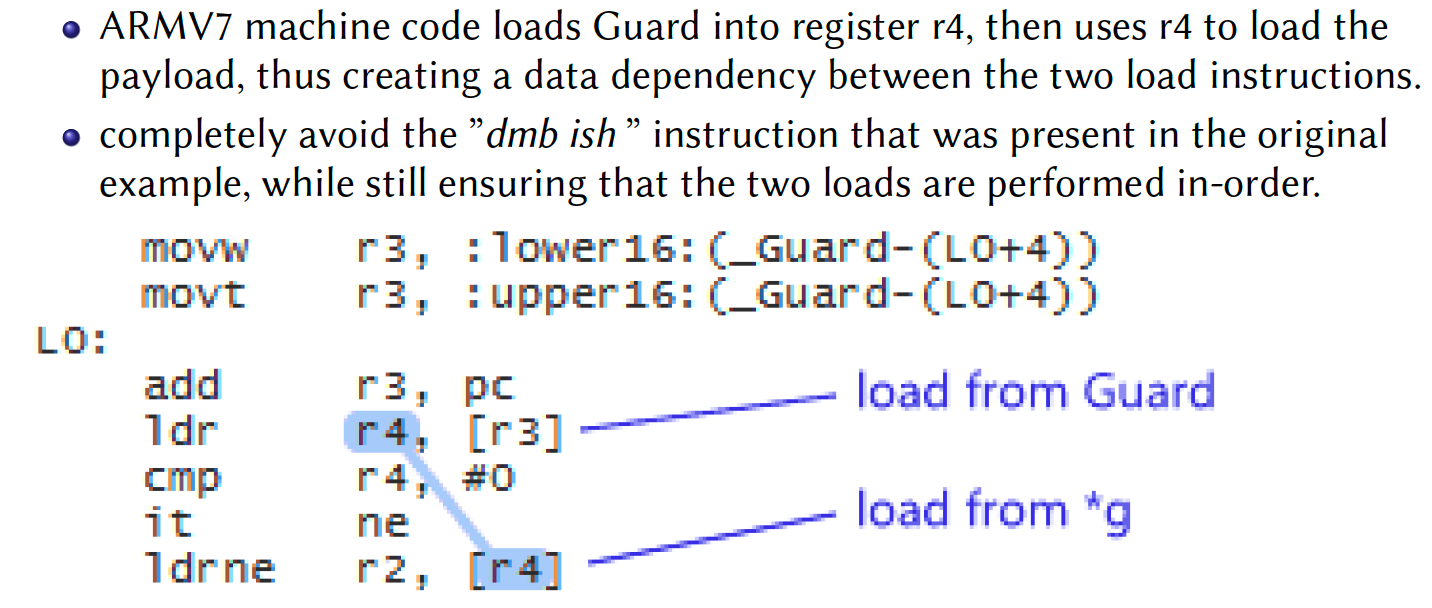 ARMV7 machine code loads Guard into register r4, then uses r4 to load the
payload, thus creating a data dependency between the two load instructions.
completely avoid the "dmb ish " instruction that was present in the original
example, while still ensuring that the two loads are performed in-order.
movw r3, :lower16:(_Guard-(L0+4))
movt r3, :upper16:(_Guard-(L0+4))
L0:
add r3, pc
load from Guard
ldr r4, [r3]
cmp r4, #0
load from *g
it ne
ldrne r2, [r4]